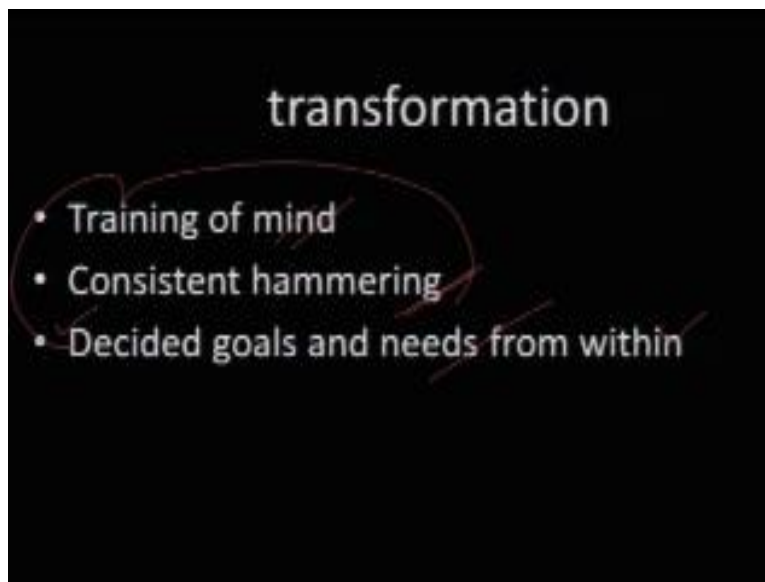 transformation
• Training of mind
• Consistent hammering
• Decided goals and needs from within